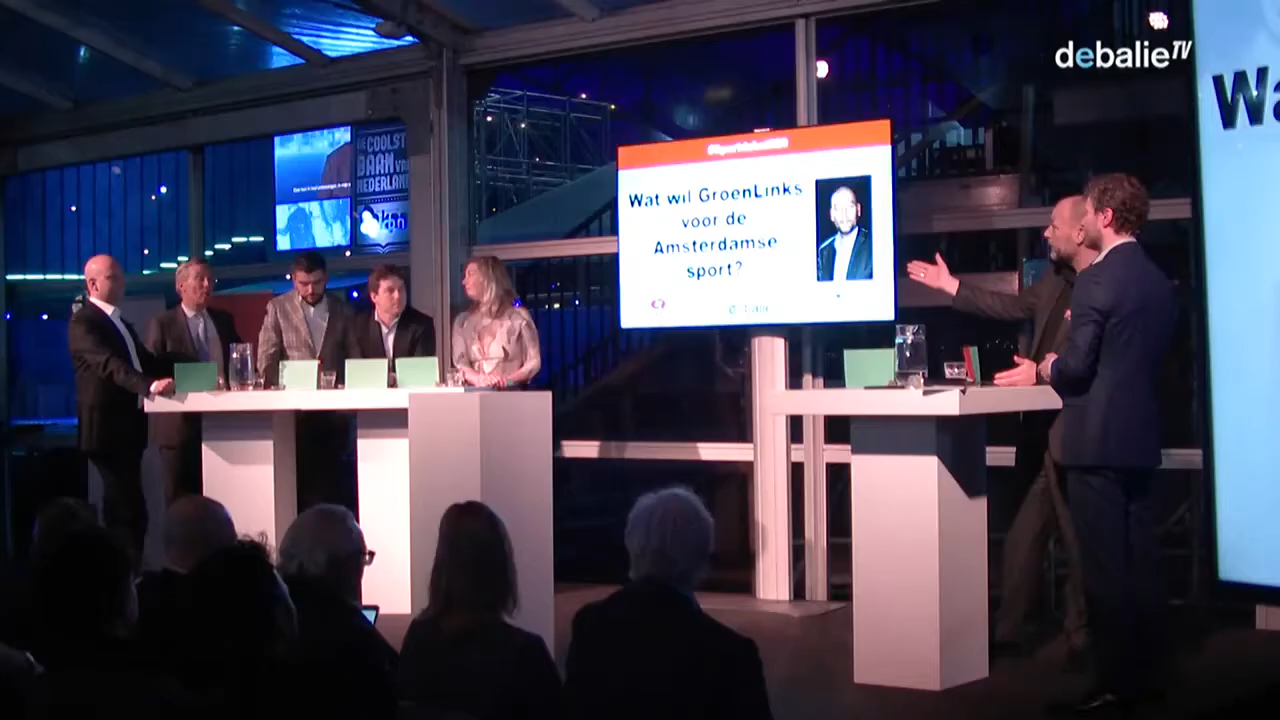 debalieTV
Wa
DE COOLSTE
BAAN VAN
NEDERLAND
Wat wil GroenLinks
voor de
Amsterdamse
sport?